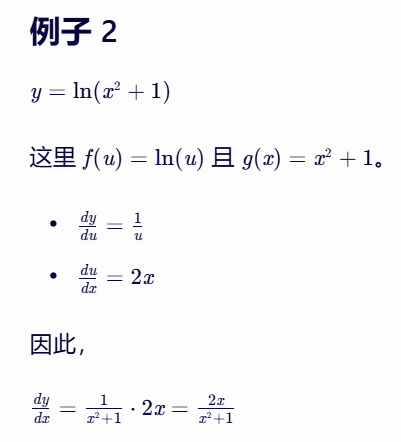 例子 2
y = ln(x² + 1)
这里 f(u) = ln(u) 且 g(x) = x² + 1。
• dy/du = 1/u
• du/dx = 2x
因此，
dy/dx = 1/(x²+1) · 2x = 2x/(x²+1)